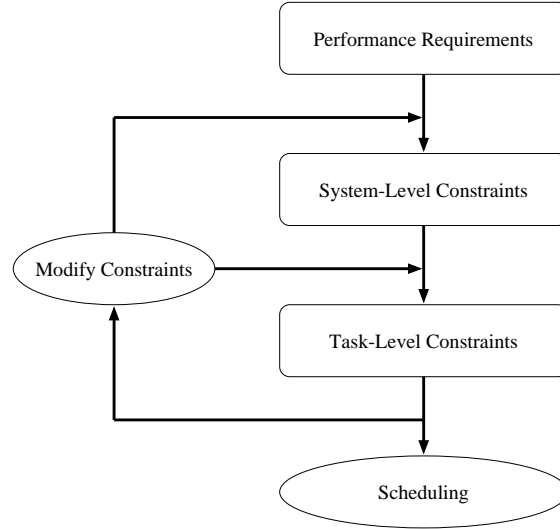 Performance Requirements
System-Level Constraints
Modify Constraints
Task-Level Constraints
Scheduling